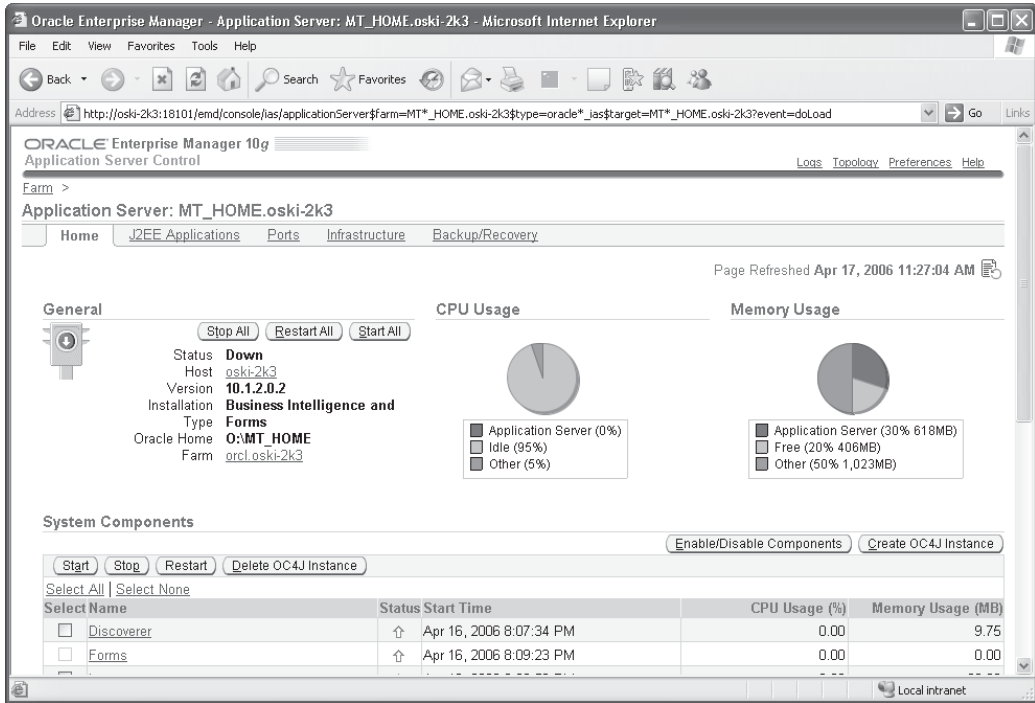 Oracle Enterprise Manager - Application Server: MT_HOME.oski-2k3 - Microsoft Internet Explorer
File Edit View Favorites Tools Help
Back Search Favorites
Address http://oski-2k3:18101/emd/console/ias/applicationServer$farm=MT*_HOME.oski-2k3$type=oracle*_ias$target=MT*_HOME.oski-2k3?event=doLoad Go Links
ORACLE Enterprise Manager 10g
Application Server Control
Logs Topology Preferences Help
Farm >
Application Server: MT_HOME.oski-2k3
Home J2EE Applications Ports Infrastructure Backup/Recovery
Page Refreshed Apr 17, 2006 11:27:04 AM
General
Stop All Restart All Start All
Status Down
Host oski-2k3
Version 10.1.2.0.2
Installation Business Intelligence and
Type Forms
Oracle Home O:\MT_HOME
Farm orcl.oski-2k3
CPU Usage
Application Server (0%)
Idle (95%)
Other (5%)
Memory Usage
Application Server (30% 618MB)
Free (20% 406MB)
Other (50% 1,023MB)
System Components
Enable/Disable Components Create OC4J Instance
Start Stop Restart Delete OC4J Instance
Select All | Select None
Select Name Status Start Time CPU Usage (%) Memory Usage (MB)
Discoverer Apr 16, 2006 8:07:34 PM 0.00 9.75
Forms Apr 16, 2006 8:09:23 PM 0.00 0.00
Local intranet